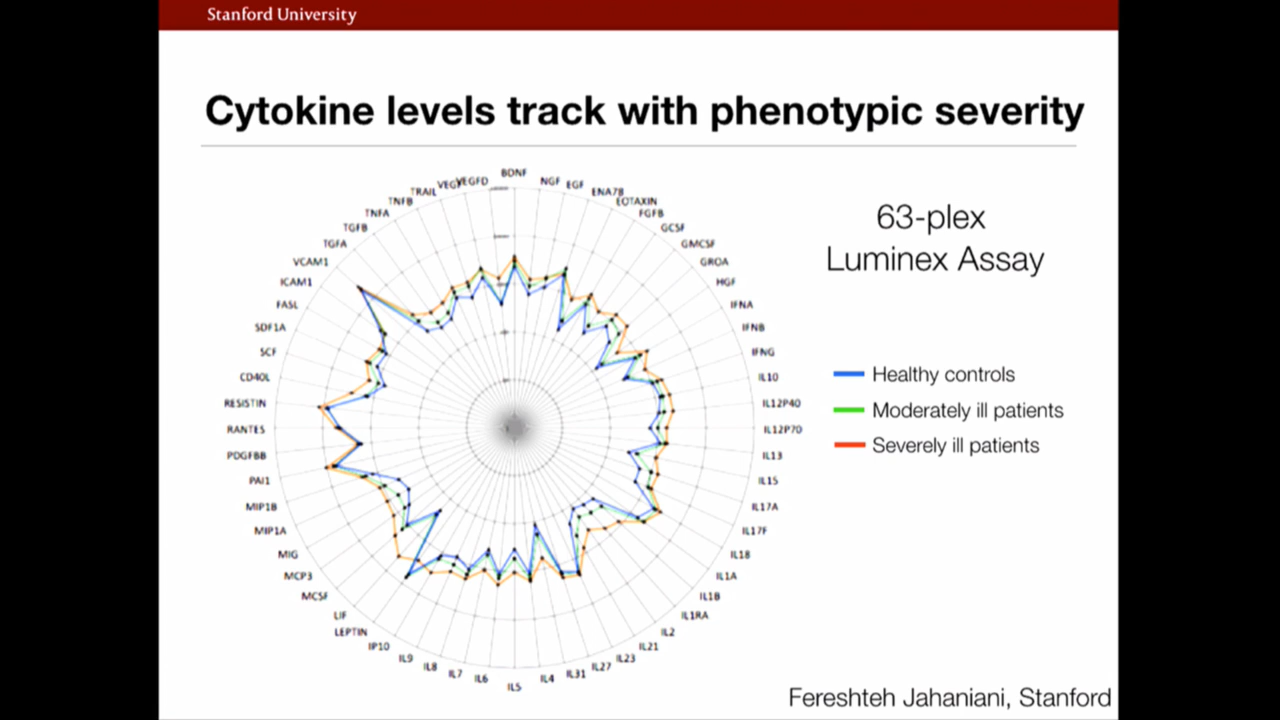 Stanford University
Cytokine levels track with phenotypic severity
63-plex
Luminex Assay
BDNF
NGF
EGF
ENA78
EOTAXIN
FGFB
GCSF
GMCSF
GROA
HGF
IFNA
IFNB
IFNG
IL10
IL12P40
IL12P70
IL13
IL15
IL17A
IL17F
IL18
IL1A
IL1B
IL1RA
IL2
IL21
IL23
IL27
IL31
IL4
IL5
IL6
IL7
IL8
IL9
IP10
LEPTIN
LIF
MCSF
MCP3
MIG
MIP1A
MIP1B
PAI1
PDGFBB
RANTES
RESISTIN
CD40L
SCF
SDF1A
FASL
ICAM1
VCAM1
TGFA
TGFB
TNFA
TNFB
TRAIL
VEGF
VEGFD
Healthy controls
Moderately ill patients
Severely ill patients
Fereshteh Jahaniani, Stanford